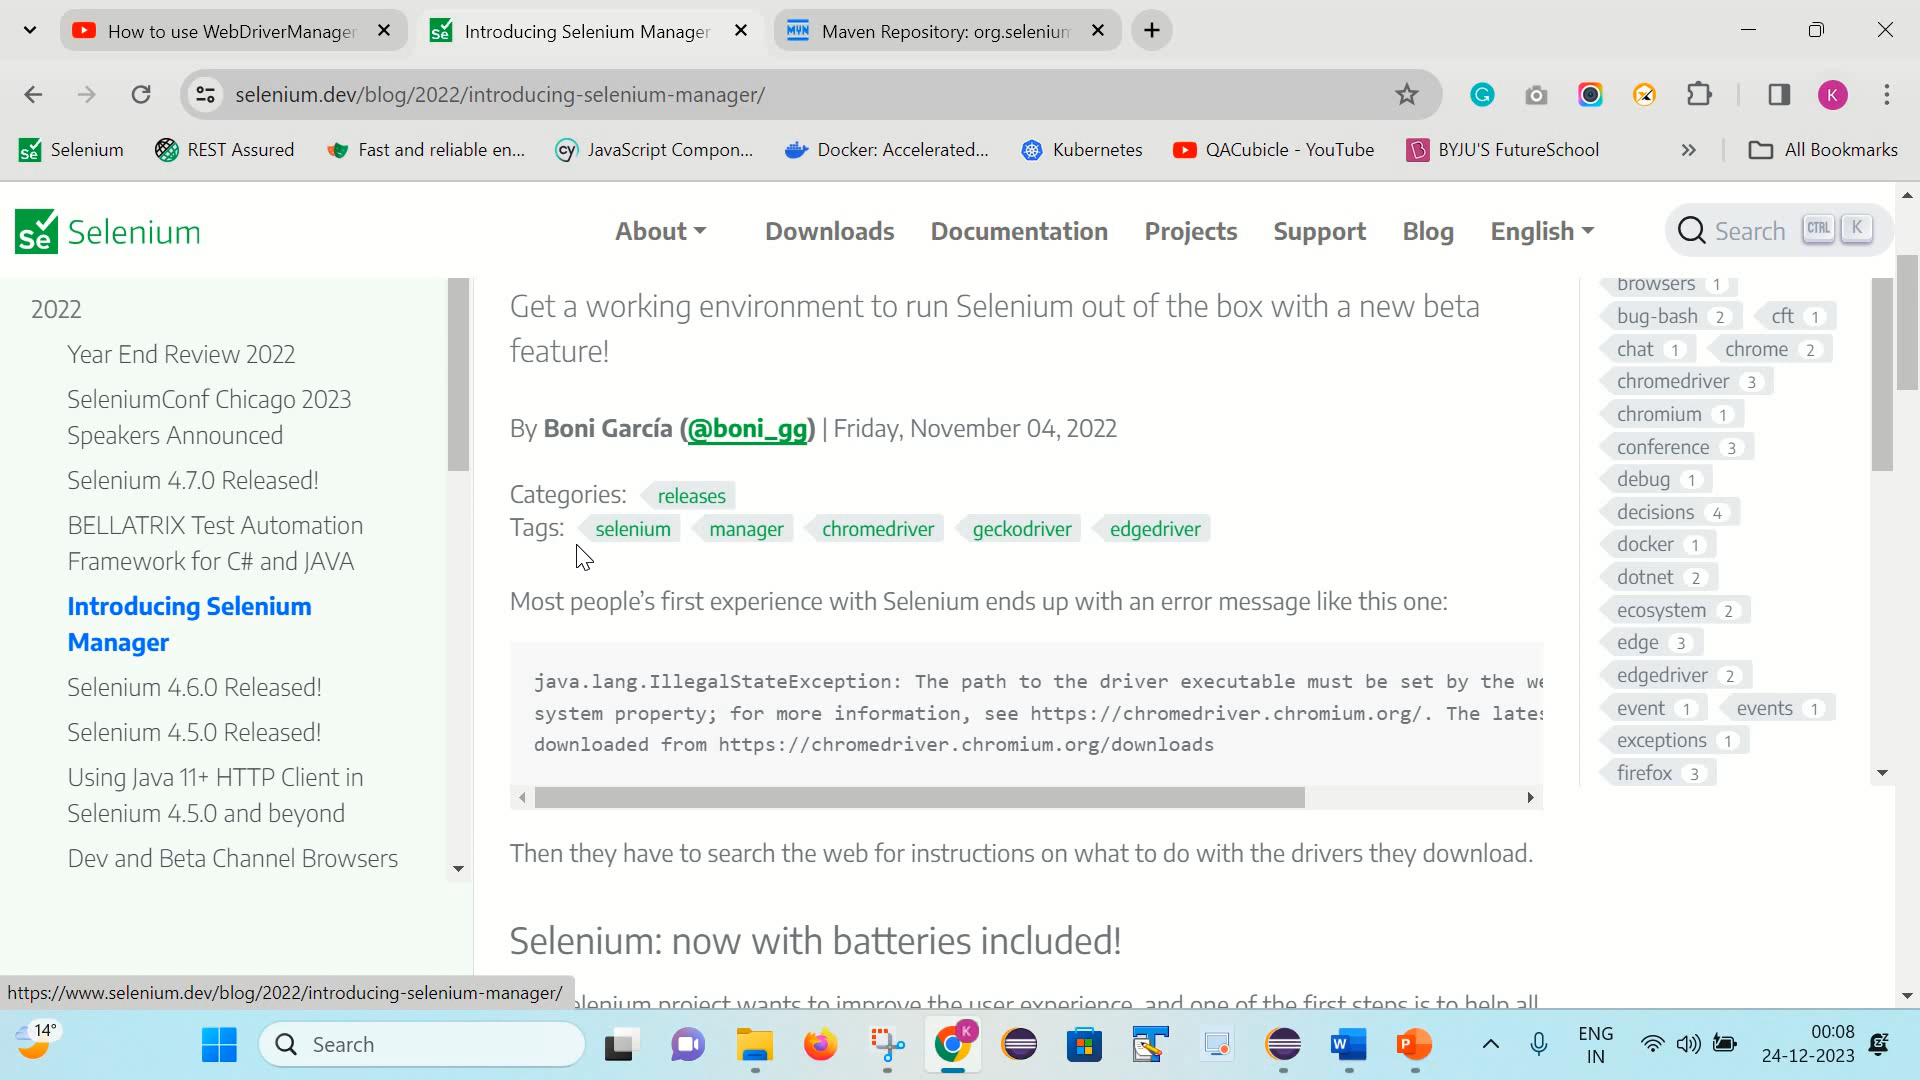 How to use WebDriverManager
Introducing Selenium Manager
MVN Maven Repository: org.selenium
selenium.dev/blog/2022/introducing-selenium-manager/
K
Se Selenium
REST Assured
Fast and reliable en...
cy JavaScript Compon...
Docker: Accelerated...
Kubernetes
QACubicle - YouTube
BYJU'S FutureSchool
»
All Bookmarks
Se Selenium
About
Downloads
Documentation
Projects
Support
Blog
English
Search CTRL K
2022
Year End Review 2022
SeleniumConf Chicago 2023
Speakers Announced
Selenium 4.7.0 Released!
BELLATRIX Test Automation
Framework for C# and JAVA
Introducing Selenium
Manager
Selenium 4.6.0 Released!
Selenium 4.5.0 Released!
Using Java 11+ HTTP Client in
Selenium 4.5.0 and beyond
Dev and Beta Channel Browsers
Get a working environment to run Selenium out of the box with a new beta
feature!
By Boni García (@boni_gg) | Friday, November 04, 2022
Categories: releases
Tags: selenium manager chromedriver geckodriver edgedriver
Most people's first experience with Selenium ends up with an error message like this one:
java.lang.IllegalStateException: The path to the driver executable must be set by the we
system property; for more information, see https://chromedriver.chromium.org/. The lates
downloaded from https://chromedriver.chromium.org/downloads
Then they have to search the web for instructions on what to do with the drivers they download.
Selenium: now with batteries included!
elenium project wants to improve the user experience, and one of the first steps is to help all
browsers 1
bug-bash 2 cft 1
chat 1 chrome 2
chromedriver 3
chromium 1
conference 3
debug 1
decisions 4
docker 1
dotnet 2
ecosystem 2
edge 3
edgedriver 2
event 1 events 1
exceptions 1
firefox 3
https://www.selenium.dev/blog/2022/introducing-selenium-manager/
14°
Search
K
W
P
ENG
IN
00:08
24-12-2023